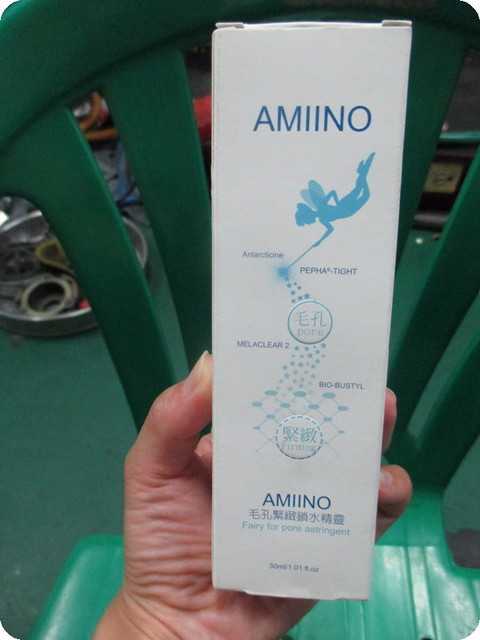 AMIINO
Antarcticine
PEPHA®-TIGHT
毛孔
pore
MELACLEAR 2
BIO-BUSTYL
緊緻
Firming
AMIINO
毛孔緊緻鎖水精靈
Fairy for pore astringent
30ml/1.01 fl.oz